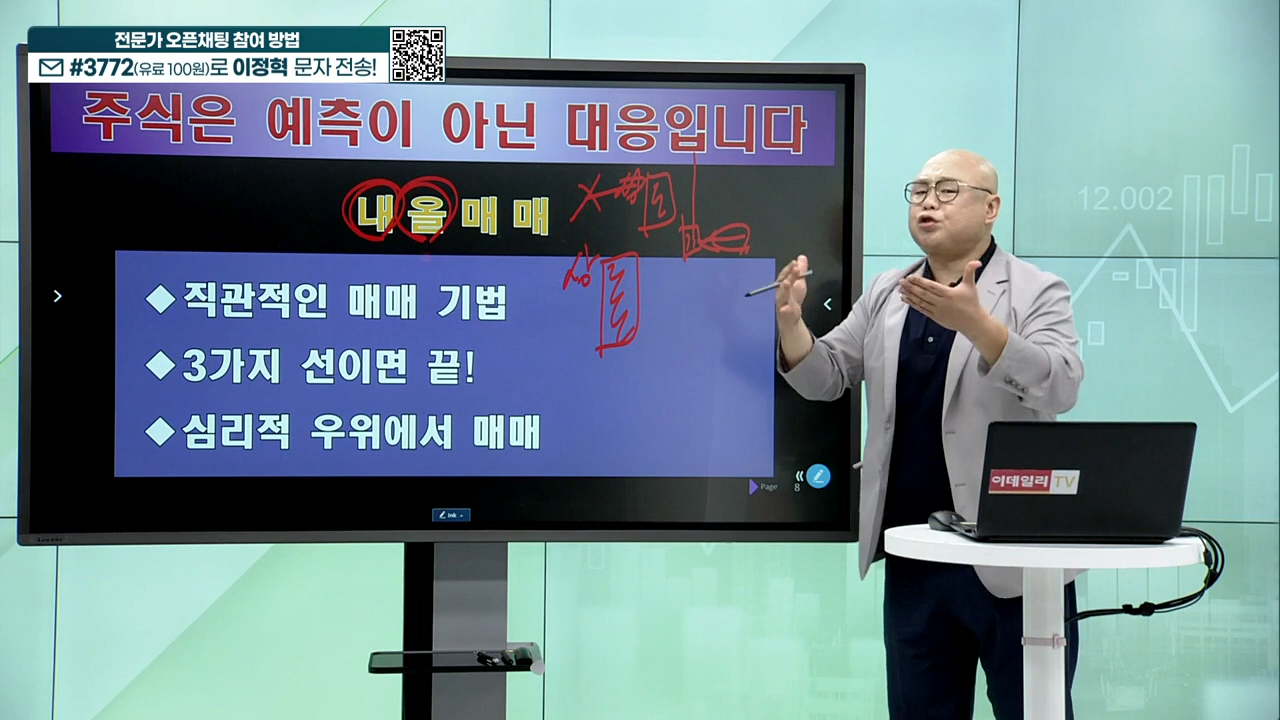 전문가 오픈채팅 참여 방법
#3772(유료 100원)로 이정혁 문자 전송!
주식은 예측이 아닌 대응입니다
내올매매
상
◆직관적인 매매 기법
◆3가지 선이면 끝!
◆심리적 우위에서 매매
Page 8
Ink
이데일리TV
12.002